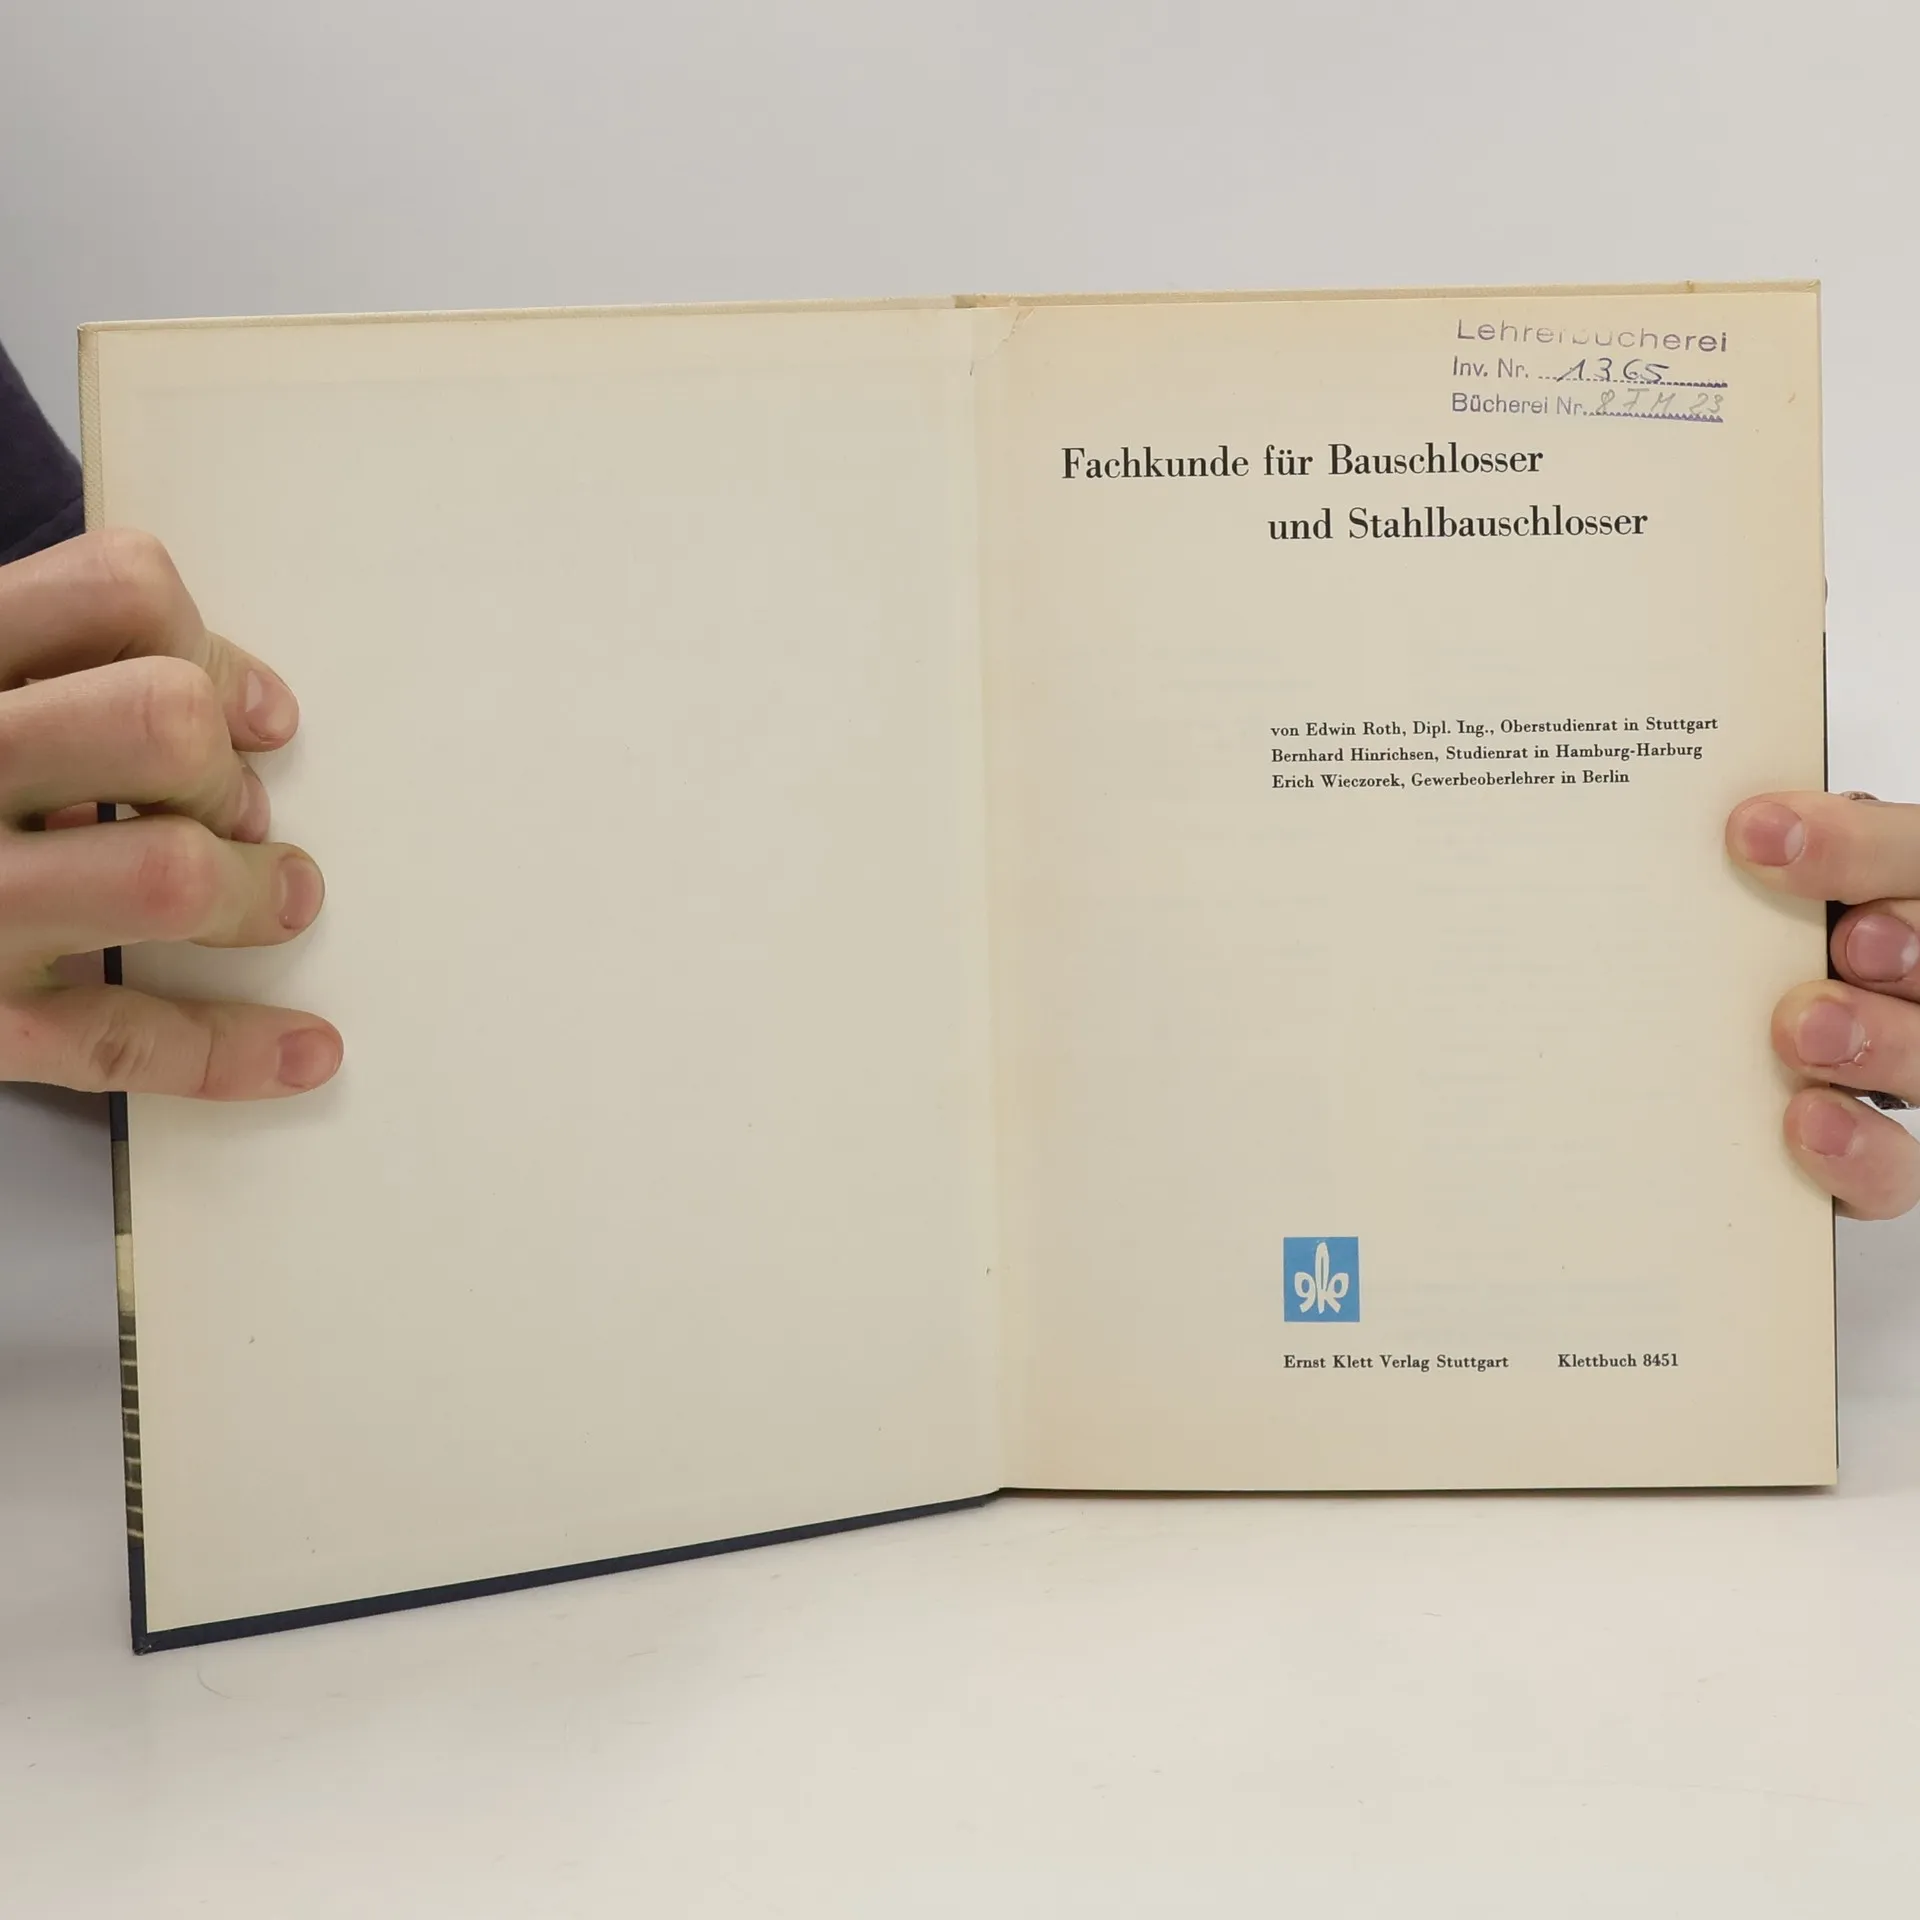 Lehrerbücherei
Inv. Nr. 1365
Bücherei Nr. 23
Fachkunde für Bauschlosser
und Stahlbauschlosser
von Edwin Roth, Dipl. Ing., Oberstudienrat in Stuttgart
Bernhard Hinrichsen, Studienrat in Hamburg-Harburg
Erich Wieczorek, Gewerbeoberlehrer in Berlin
Ernst Klett Verlag Stuttgart Klettbuch 8451